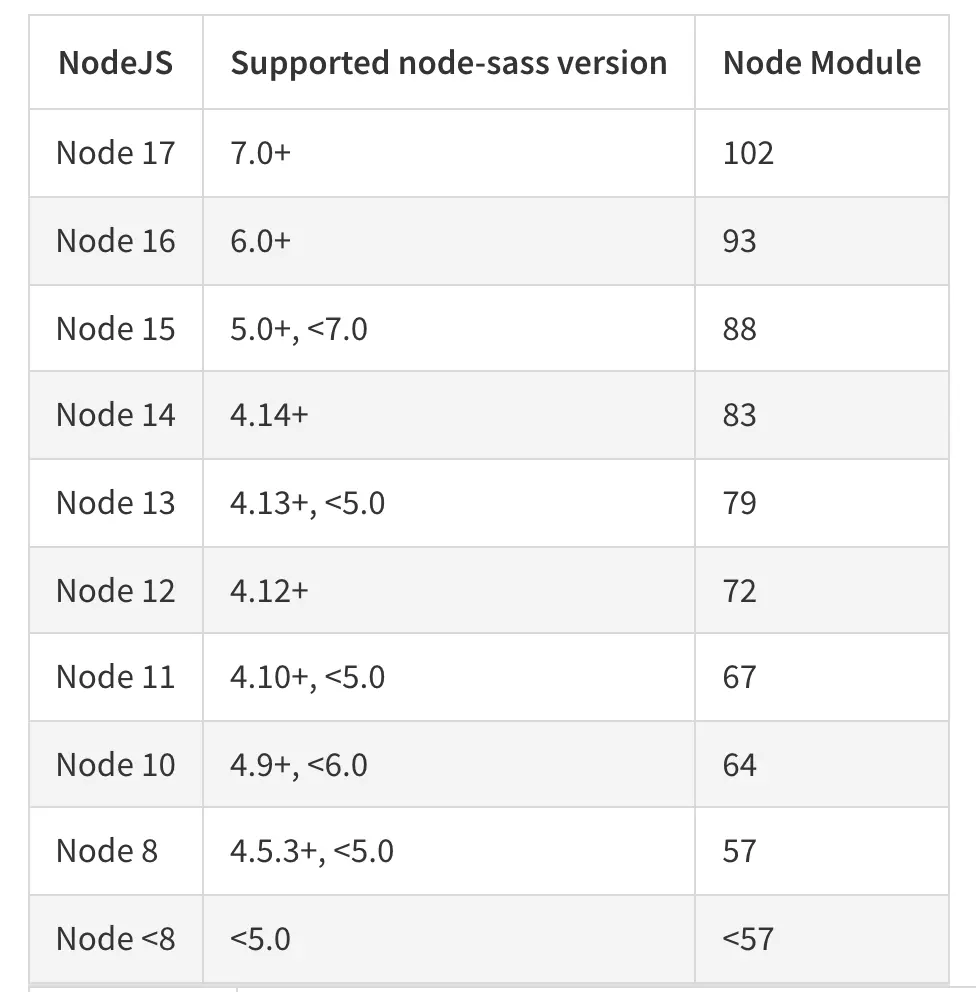 NodeJS Supported node-sass version Node Module
Node 17 7.0+ 102
Node 16 6.0+ 93
Node 15 5.0+, <7.0 88
Node 14 4.14+ 83
Node 13 4.13+, <5.0 79
Node 12 4.12+ 72
Node 11 4.10+, <5.0 67
Node 10 4.9+, <6.0 64
Node 8 4.5.3+, <5.0 57
Node <8 <5.0 <57